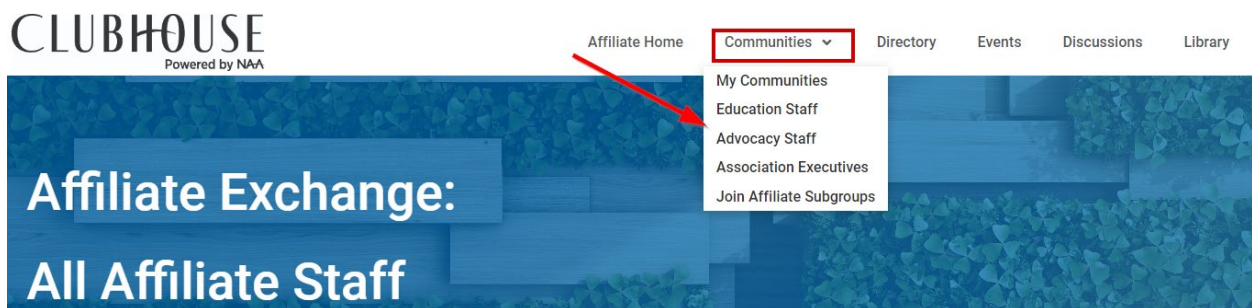 CLUBHOUSE
Powered by NAA
Affiliate Home Communities Directory Events Discussions Library
My Communities
Education Staff
Advocacy Staff
Association Executives
Join Affiliate Subgroups
Affiliate Exchange:
All Affiliate Staff